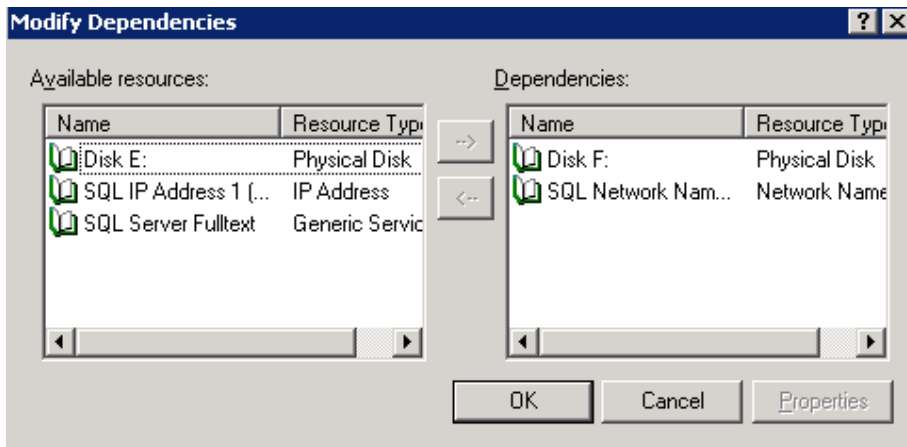 Modify Dependencies
Available resources:
Dependencies:
Name Resource Typ
Disk E: Physical Disk
SQL IP Address 1 (... IP Address
SQL Server Fulltext Generic Servic
-->
<--
Name Resource Typ
Disk F: Physical Disk
SQL Network Nam... Network Name
OK Cancel Properties